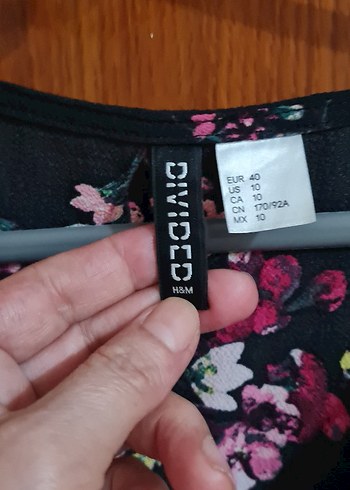 DIVIDED
H&M
EUR 40
US 10
CA 10
CN 170/92A
MX 10